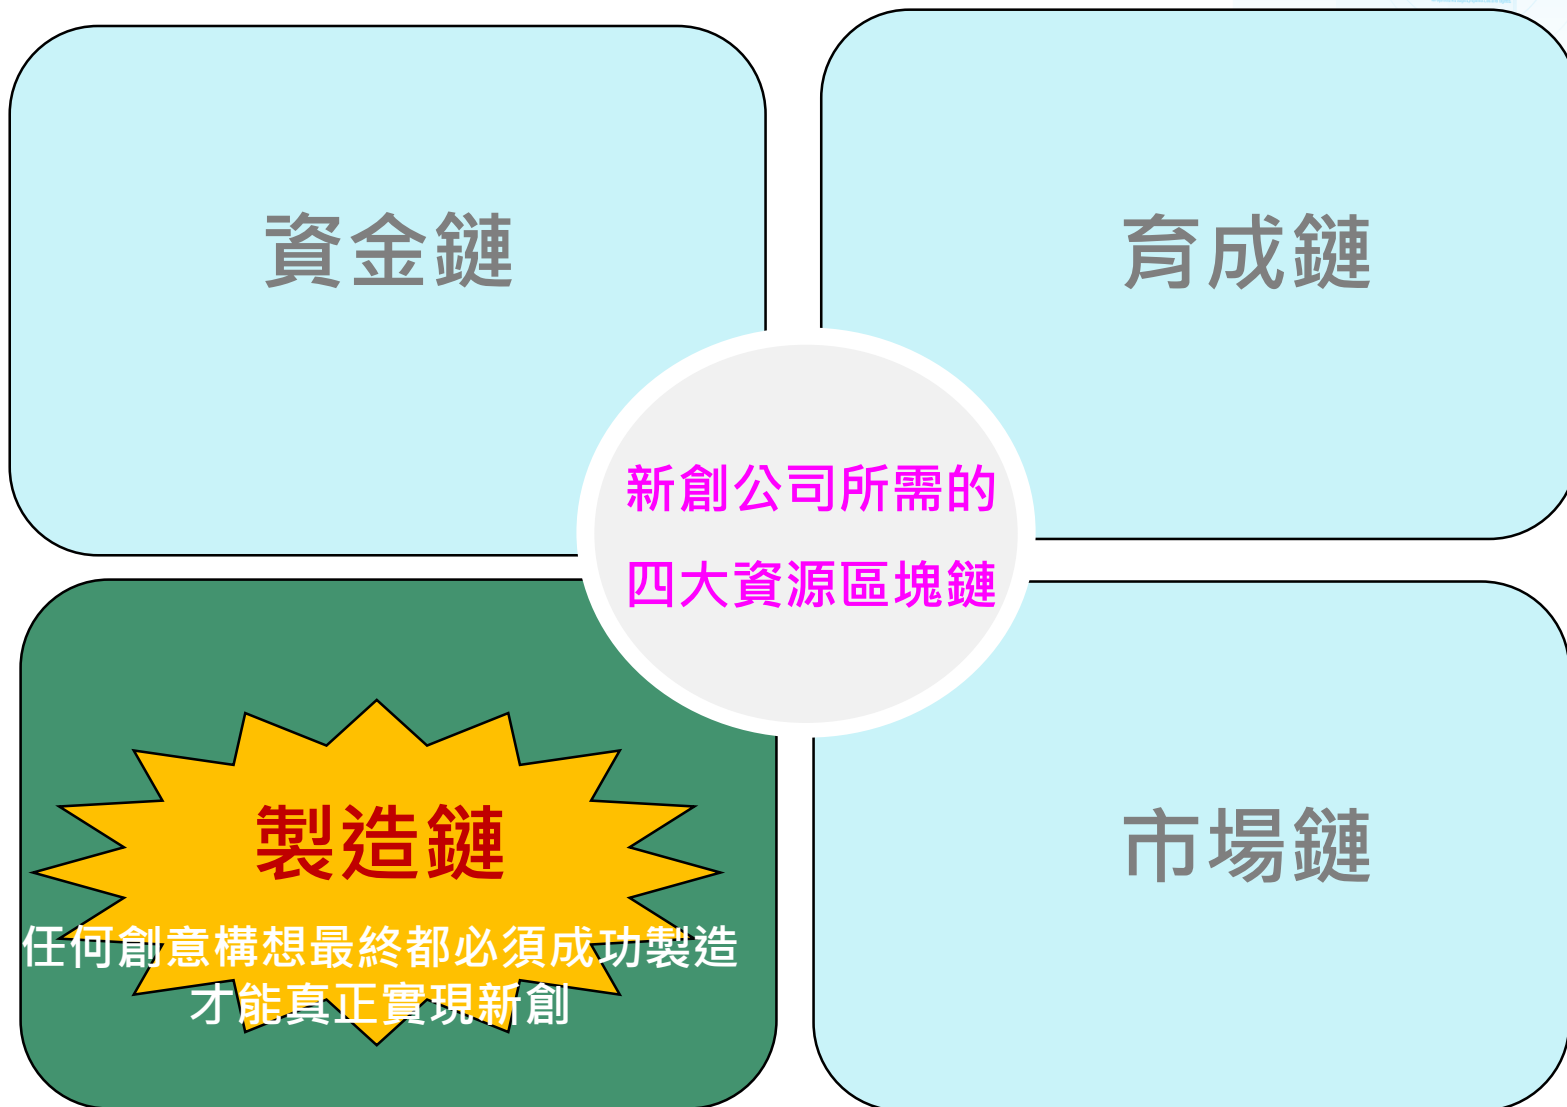 資金鏈
育成鏈
新創公司所需的
四大資源區塊鏈
製造鏈
任何創意構想最終都必須成功製造
才能真正實現新創
市場鏈